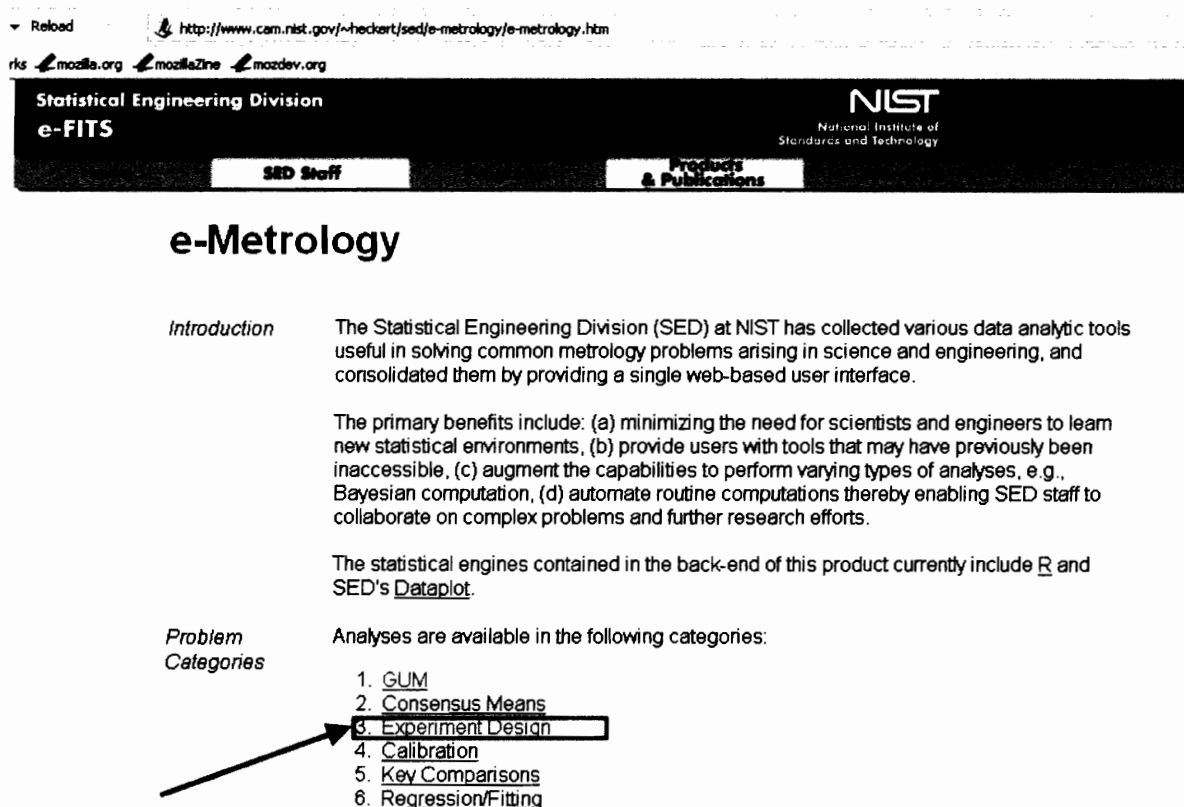 Reload http://www.cam.nist.gov/~heckert/sed/e-metrology/e-metrology.htm
rks mozilla.org mozillaZine mozdev.org
Statistical Engineering Division
e-FITS
NIST
National Institute of
Standards and Technology
SED Staff
Products
& Publications
e-Metrology
Introduction
The Statistical Engineering Division (SED) at NIST has collected various data analytic tools
useful in solving common metrology problems arising in science and engineering, and
consolidated them by providing a single web-based user interface.
The primary benefits include: (a) minimizing the need for scientists and engineers to learn
new statistical environments, (b) provide users with tools that may have previously been
inaccessible, (c) augment the capabilities to perform varying types of analyses, e.g.,
Bayesian computation, (d) automate routine computations thereby enabling SED staff to
collaborate on complex problems and further research efforts.
The statistical engines contained in the back-end of this product currently include R and
SED's Dataplot.
Problem
Categories
Analyses are available in the following categories:
1. GUM
2. Consensus Means
3. Experiment Design
4. Calibration
5. Key Comparisons
6. Regression/Fitting